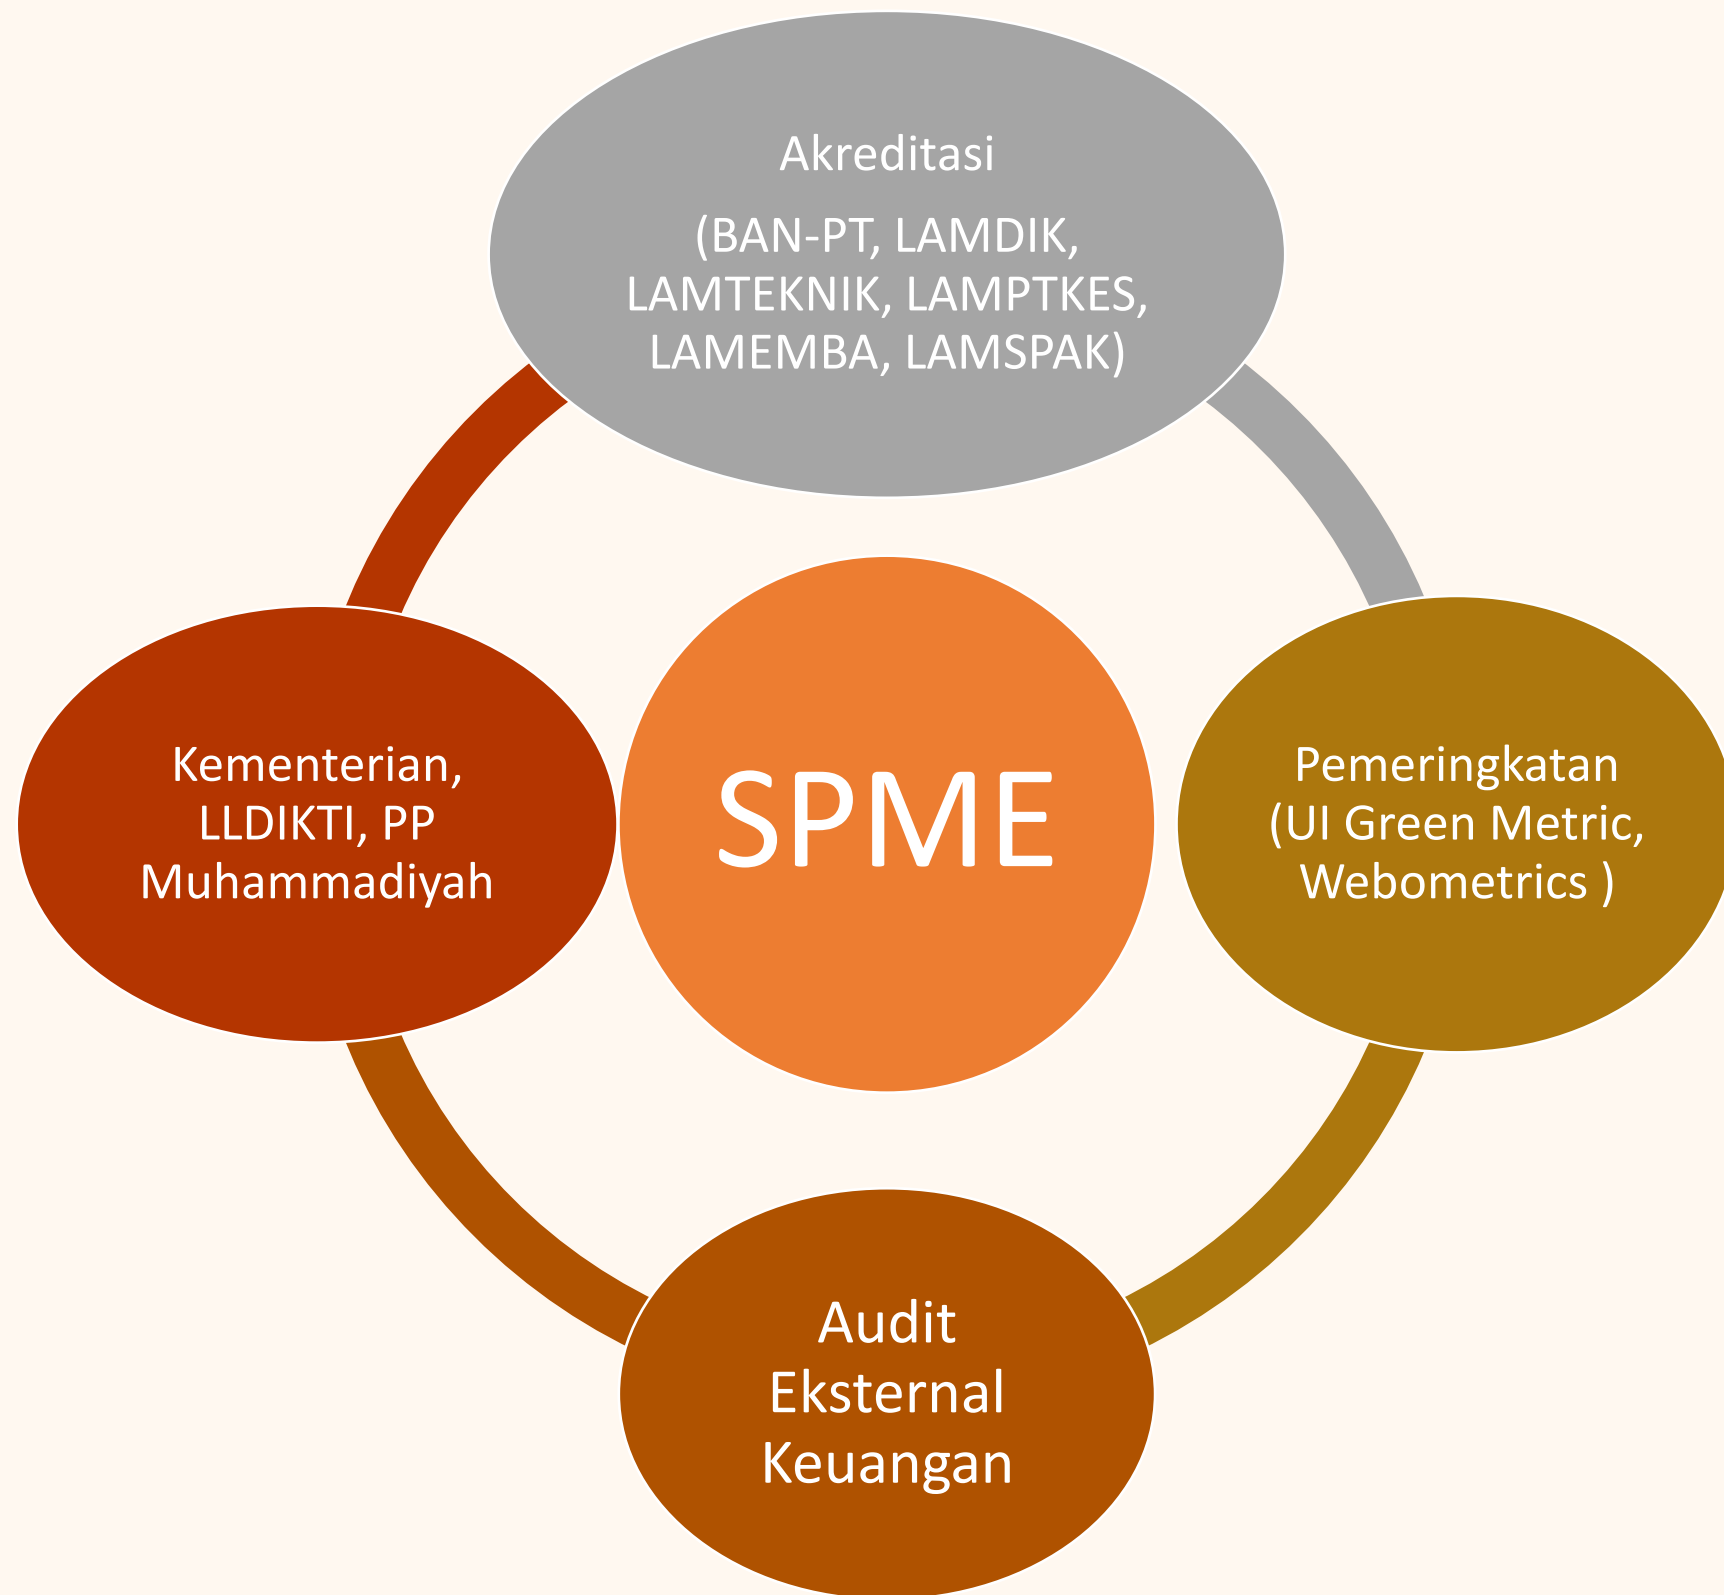 Akreditasi
(BAN-PT, LAMDIK,
LAMTEKNIK, LAMPTKES,
LAMEMBA, LAMSPAK)
Kementerian,
LLDIKTI, PP
Muhammadiyah
SPME
Pemeringkatan
(UI Green Metric,
Webometrics )
Audit
Eksternal
Keuangan